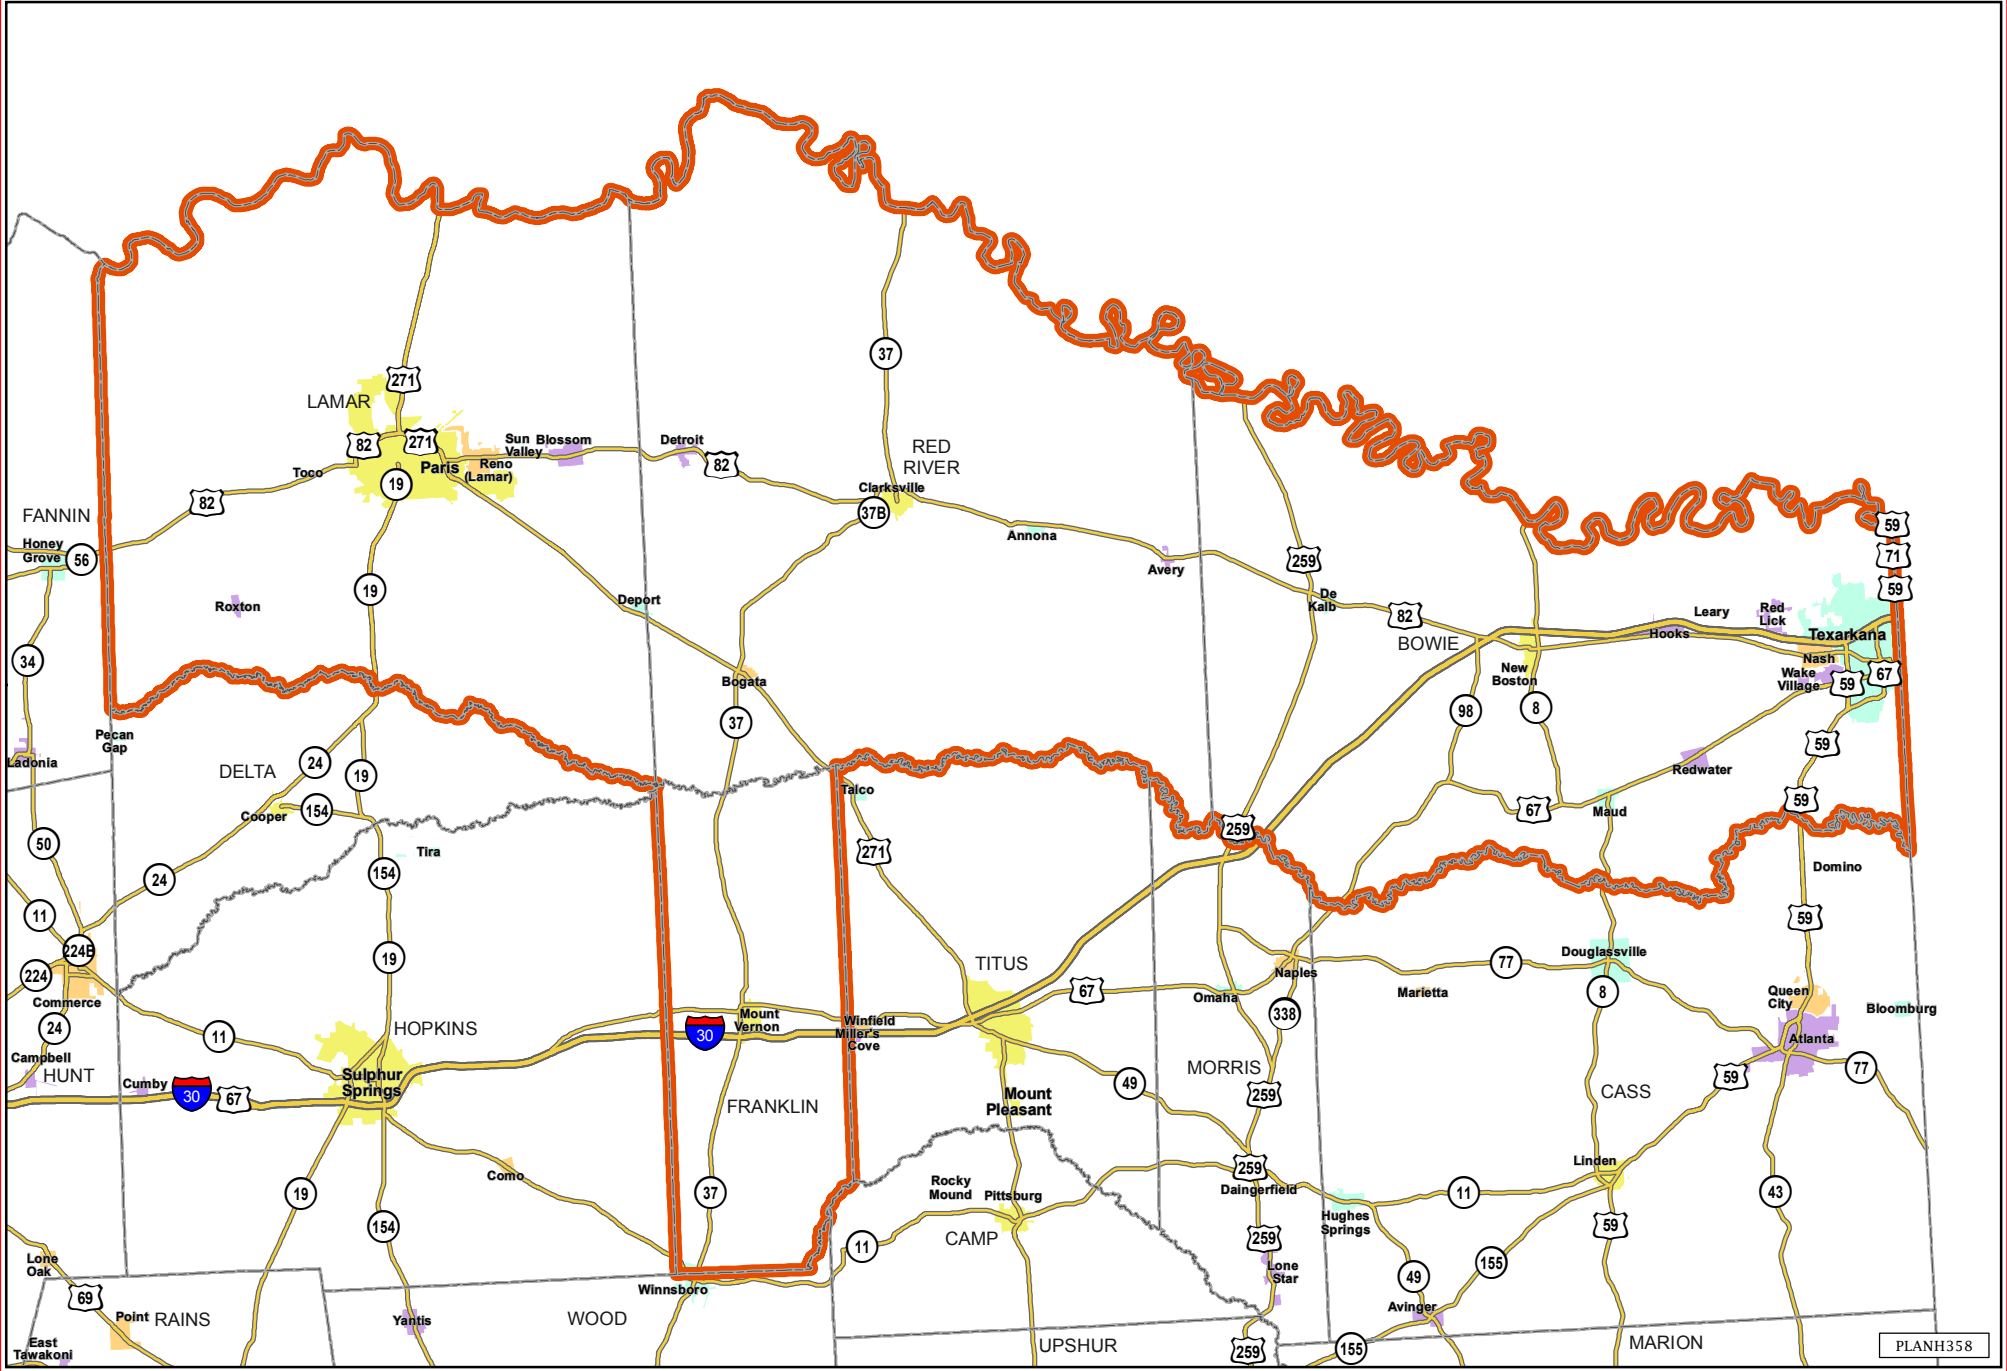 271
LAMAR
37
82
271
Sun
Valley
Blossom
Detroit
RED
RIVER
Toco
Paris
Reno
(Lamar)
82
19
Clarksville
82
37B
FANNIN
59
Honey
Grove
56
Annona
259
71
Avery
59
19
De
Kalb
Roxton
Deport
82
Leary
Red
Lick
BOWIE
Hooks
Texarkana
34
Nash
New
Boston
Wake
Village
59
67
Bogata
37
98
8
Pecan
Gap
59
Ladonia
DELTA
24
19
Redwater
Talco
59
Cooper
154
67
Maud
259
50
Tira
271
Domino
24
154
11
59
224B
19
TITUS
Douglassville
224
Naples
77
Commerce
67
Omaha
Marietta
8
Queen
City
Bloomburg
24
11
HOPKINS
30
Mount
Vernon
Winfield
Miller's
Cove
338
Atlanta
Campbell
HUNT
Cumby
30
67
Sulphur
Springs
FRANKLIN
Mount
Pleasant
49
MORRIS
259
CASS
59
77
Como
259
Linden
19
37
Rocky
Mound
Pittsburg
Daingerfield
11
43
154
11
CAMP
259
Hughes
Springs
59
Lone
Oak
Winnsboro
Lone
Star
49
155
69
Point
RAINS
Yantis
WOOD
Avinger
East
Tawakoni
UPSHUR
259
155
MARION
PLANH358